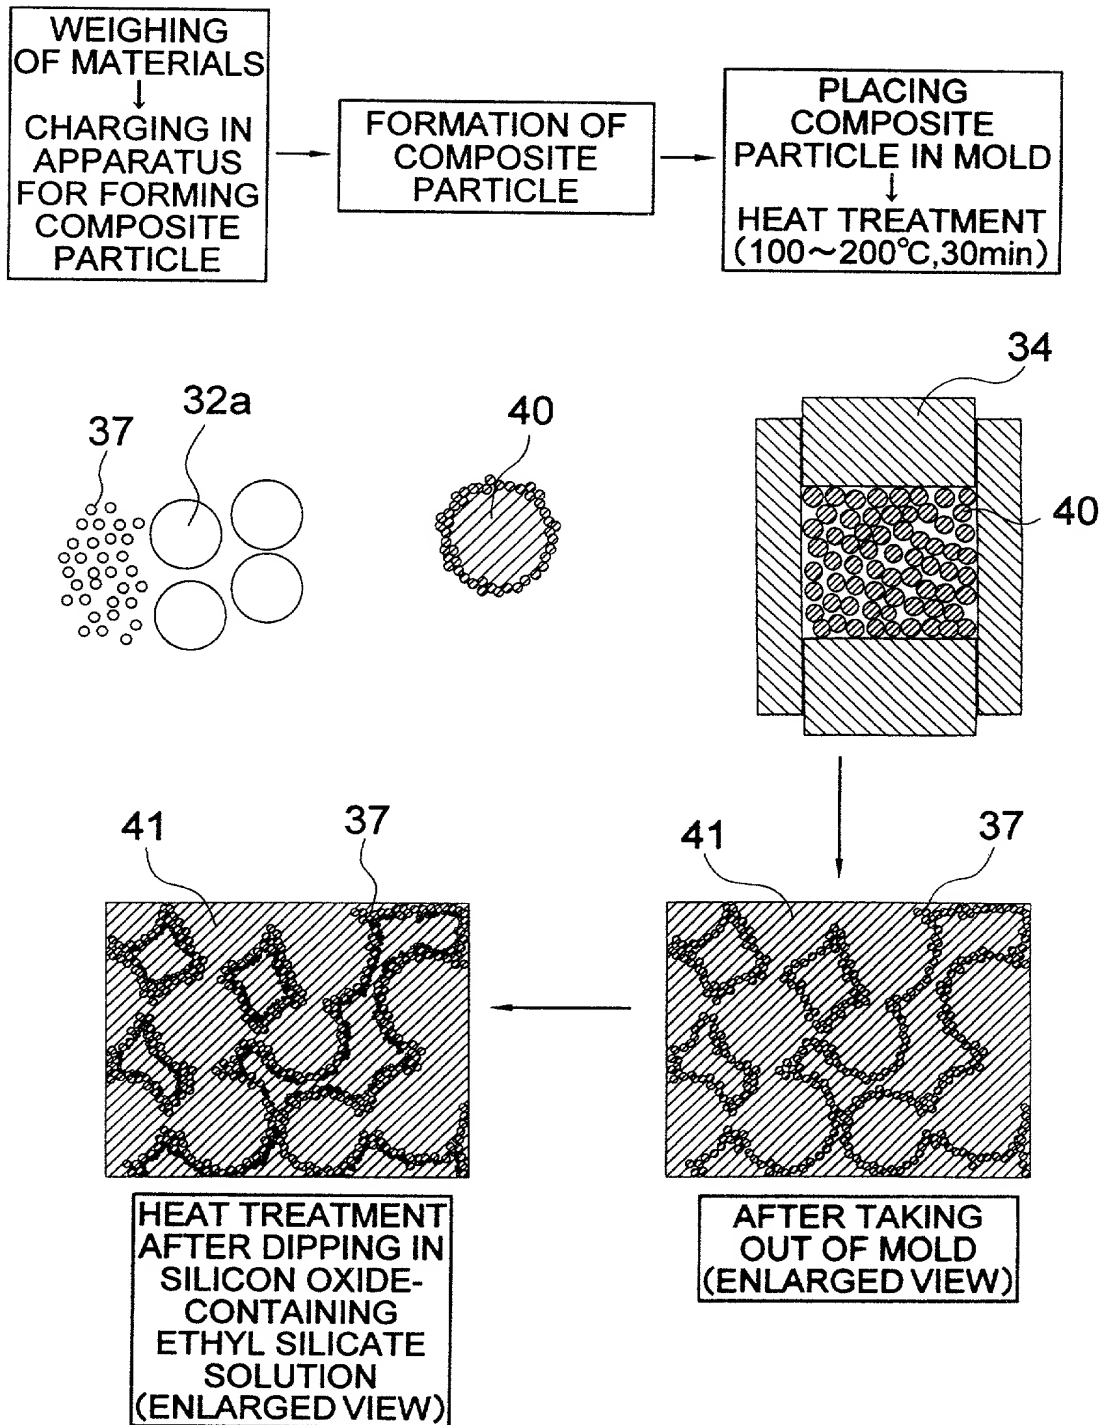 WEIGHING
OF MATERIALS
↓
CHARGING IN
APPARATUS
FOR FORMING
COMPOSITE
PARTICLE
FORMATION OF
COMPOSITE
PARTICLE
PLACING
COMPOSITE
PARTICLE IN MOLD
↓
HEAT TREATMENT
(100～200℃,30min)
37
32a
40
34
40
41
37
41
37
HEAT TREATMENT
AFTER DIPPING IN
SILICON OXIDE-
CONTAINING
ETHYL SILICATE
SOLUTION
(ENLARGED VIEW)
AFTER TAKING
OUT OF MOLD
(ENLARGED VIEW)